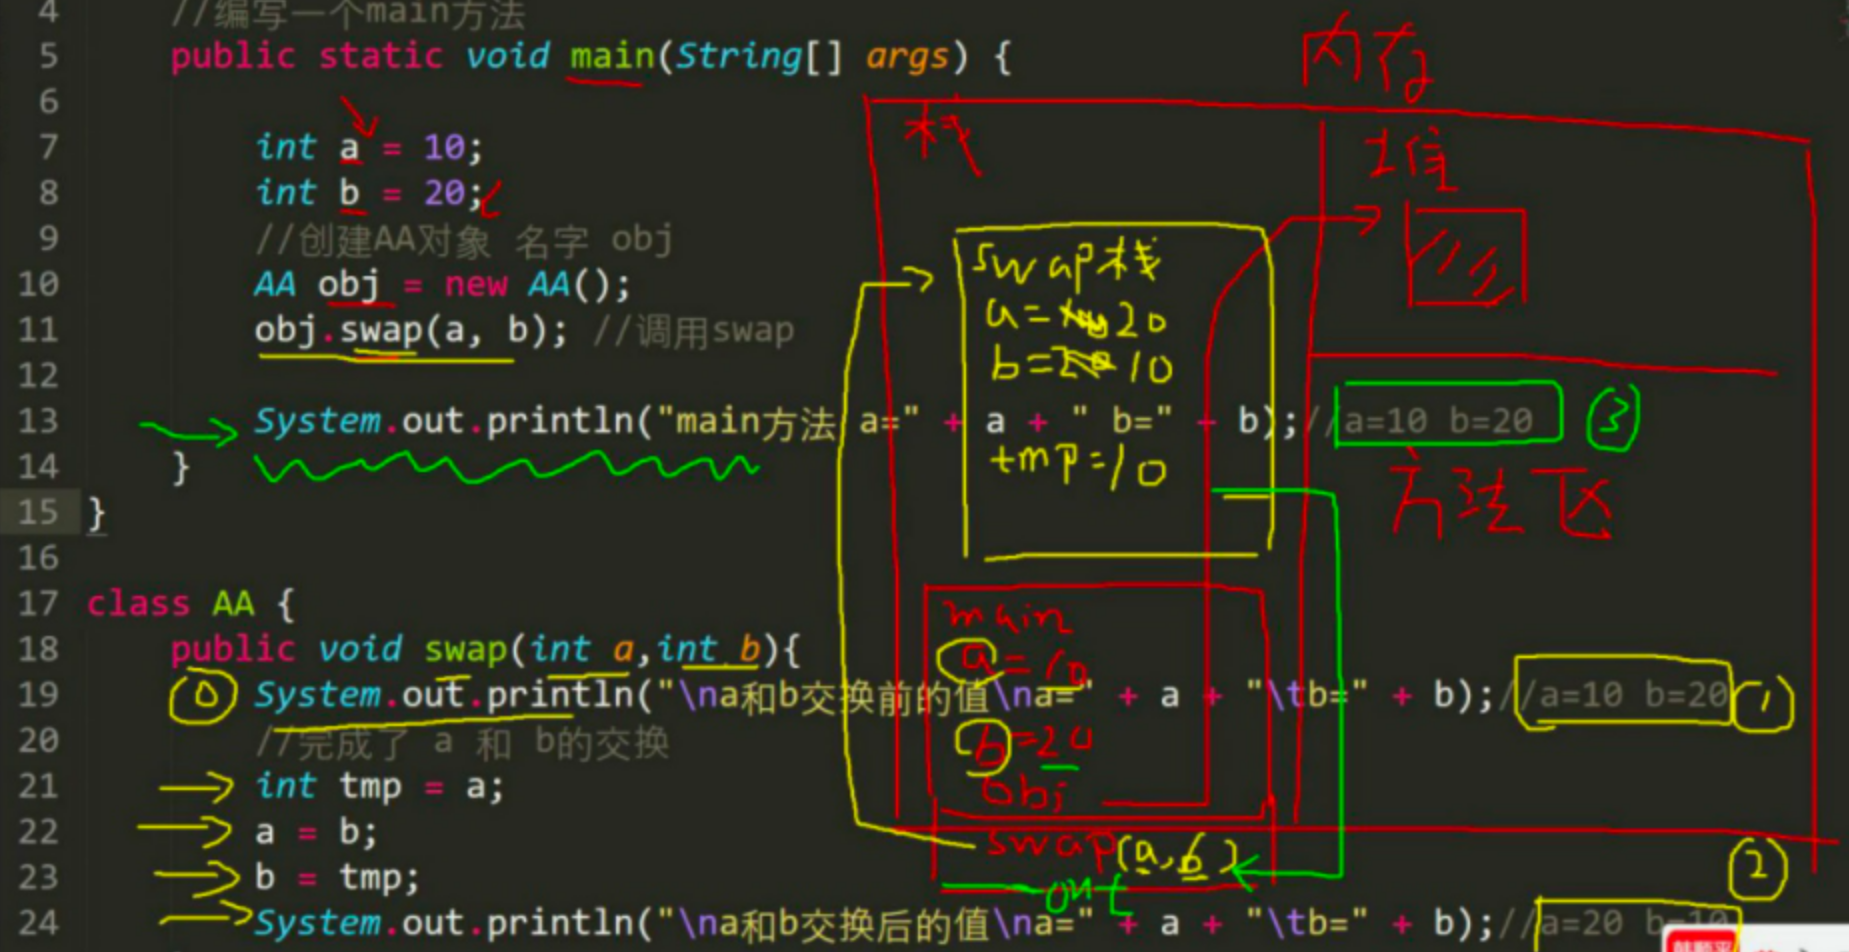 4 //编写一个main方法
5 public static void main(String[] args) {
6
7 int a = 10;
8 int b = 20;
9 //创建AA对象 名字 obj
10 AA obj = new AA();
11 obj.swap(a, b); //调用swap
12
13 System.out.println("main方法 a=" + a + " b=" + b);//a=10 b=20
14 }
15 }
16
17 class AA {
18 public void swap(int a,int b){
19 System.out.println("\na和b交换前的值\na=" + a + "\tb=" + b);//a=10 b=20
20 //完成了 a 和 b的交换
21 int tmp = a;
22 a = b;
23 b = tmp;
24 System.out.println("\na和b交换后的值\na=" + a + "\tb=" + b);//a=20 b=10
内存
栈
堆
swap栈
a=20
b=20 10
tmp=10
③
方法区
main
a=10
b=20
obj
swap(a,b)
out
⓪
①
②